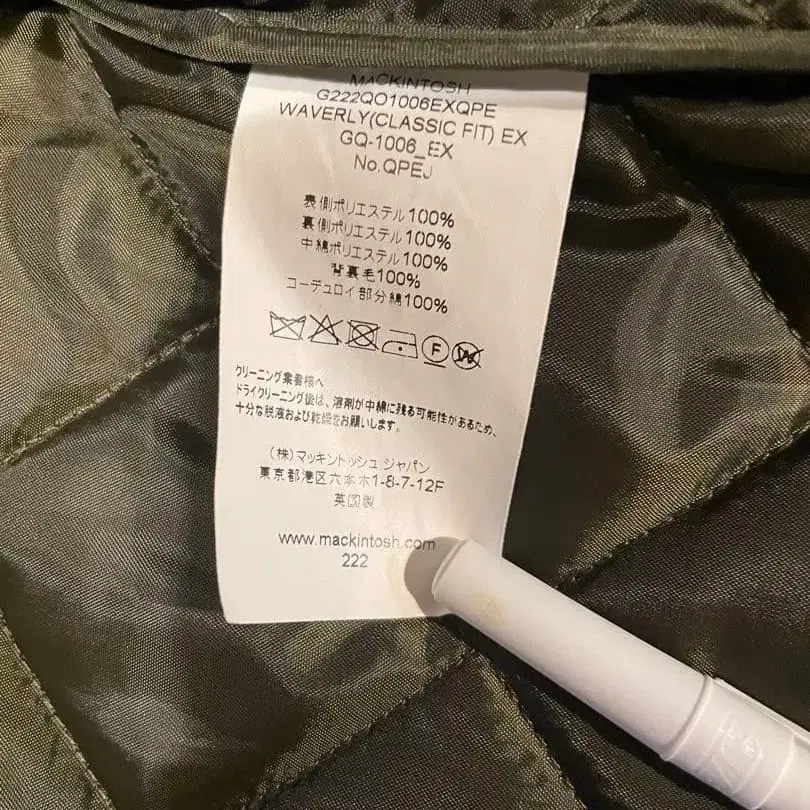 MACKINTOSH
G222QO1006EXQPE
WAVERLY(CLASSIC FIT) EX
GQ-1006_EX
No.QPEJ
表側ポリエステル100%
裏側ポリエステル100%
中綿ポリエステル100%
背裏毛100%
コーデュロイ部分綿100%
F
W
クリーニング業者様へ
ドライクリーニング後は、溶剤が中綿に残る可能性があるため、
十分な脱液および乾燥をお願いします。
(株)マッキントッシュ ジャパン
東京都港区六本木1-8-7-12F
英国製
www.mackintosh.com
222